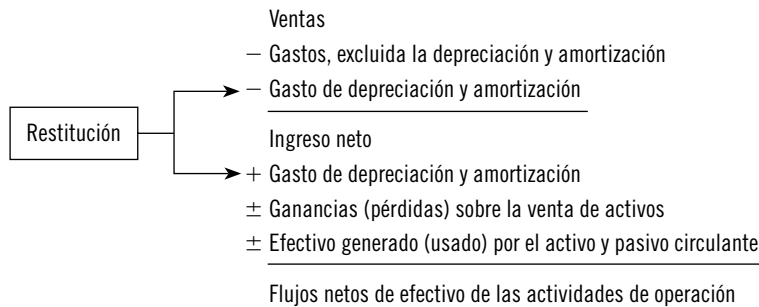 Ventas
− Gastos, excluida la depreciación y amortización
− Gasto de depreciación y amortización
Restitución
Ingreso neto
+ Gasto de depreciación y amortización
± Ganancias (pérdidas) sobre la venta de activos
± Efectivo generado (usado) por el activo y pasivo circulante
Flujos netos de efectivo de las actividades de operación